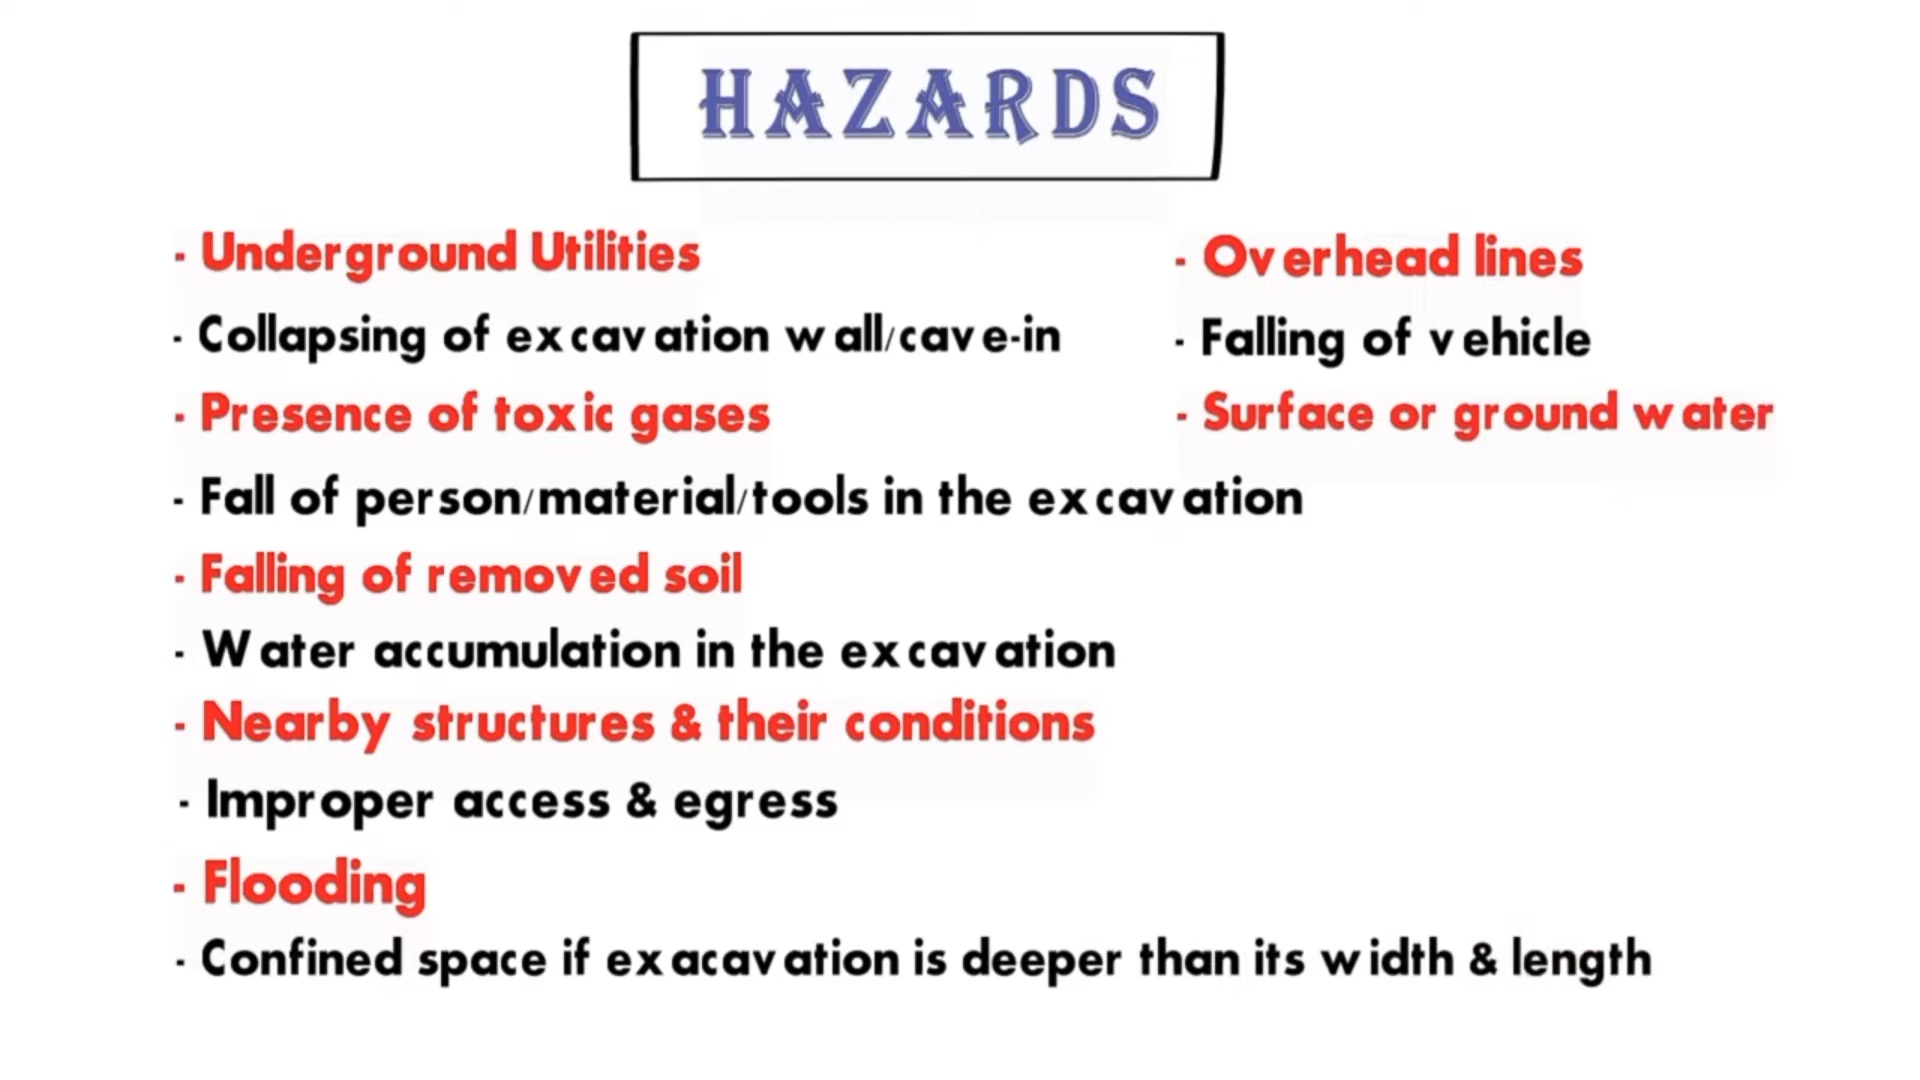 HAZARDS
- Underground Utilities
- Collapsing of excavation wall/cave-in
- Presence of toxic gases
- Fall of person/material/tools in the excavation
- Falling of removed soil
- Water accumulation in the excavation
- Nearby structures & their conditions
- Improper access & egress
- Flooding
- Confined space if exacavation is deeper than its width & length
- Overhead lines
- Falling of vehicle
- Surface or ground water